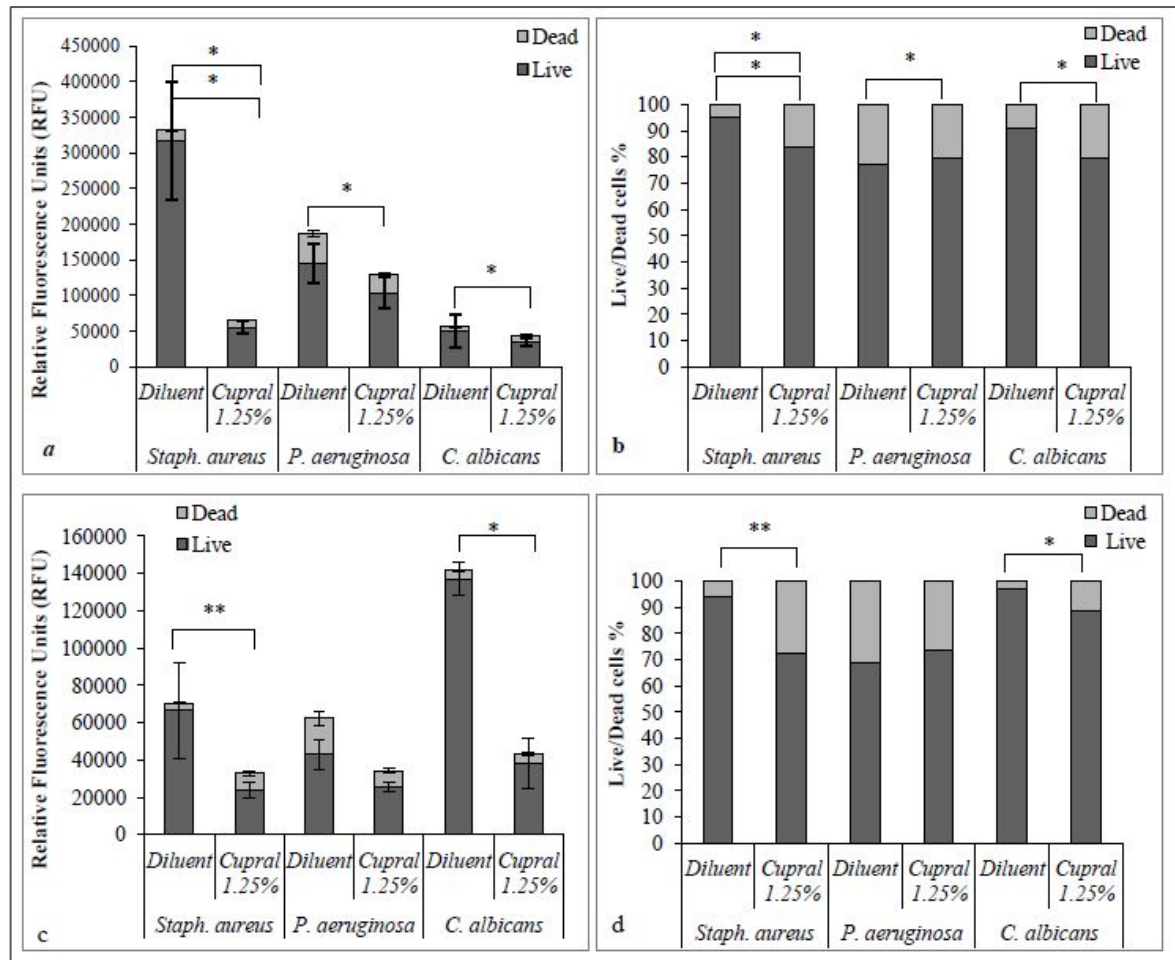 450000
400000
350000
300000
250000
200000
150000
100000
50000
0
Relative Fluorescence Units (RFU)
Dead
Live
*
*
*
*
Diluent Cupral 1.25% Diluent Cupral 1.25% Diluent Cupral 1.25%
Staph. aureus P. aeruginosa C. albicans
a
100
90
80
70
60
50
40
30
20
10
0
Live/Dead cells %
Dead
Live
*
*
*
*
Diluent Cupral 1.25% Diluent Cupral 1.25% Diluent Cupral 1.25%
Staph. aureus P. aeruginosa C. albicans
b
160000
140000
120000
100000
80000
60000
40000
20000
0
Relative Fluorescence Units (RFU)
Dead
Live
**
*
Diluent Cupral 1.25% Diluent Cupral 1.25% Diluent Cupral 1.25%
Staph. aureus P. aeruginosa C. albicans
c
100
90
80
70
60
50
40
30
20
10
0
Live/Dead cells %
Dead
Live
**
*
Diluent Cupral 1.25% Diluent Cupral 1.25% Diluent Cupral 1.25%
Staph. aureus P. aeruginosa C. albicans
d